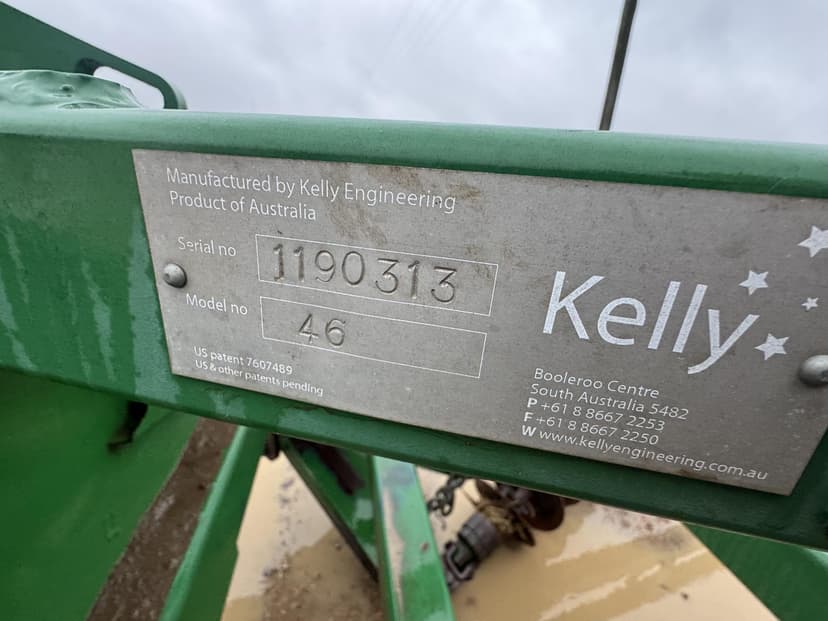 Manufactured by Kelly Engineering
Product of Australia
Serial no 1190313
Model no 46
US patent 7607489
US & other patents pending
Kelly
Booleroo Centre
South Australia 5482
P +61 8 8667 2253
F +61 8 8667 2250
W www.kellyengineering.com.au